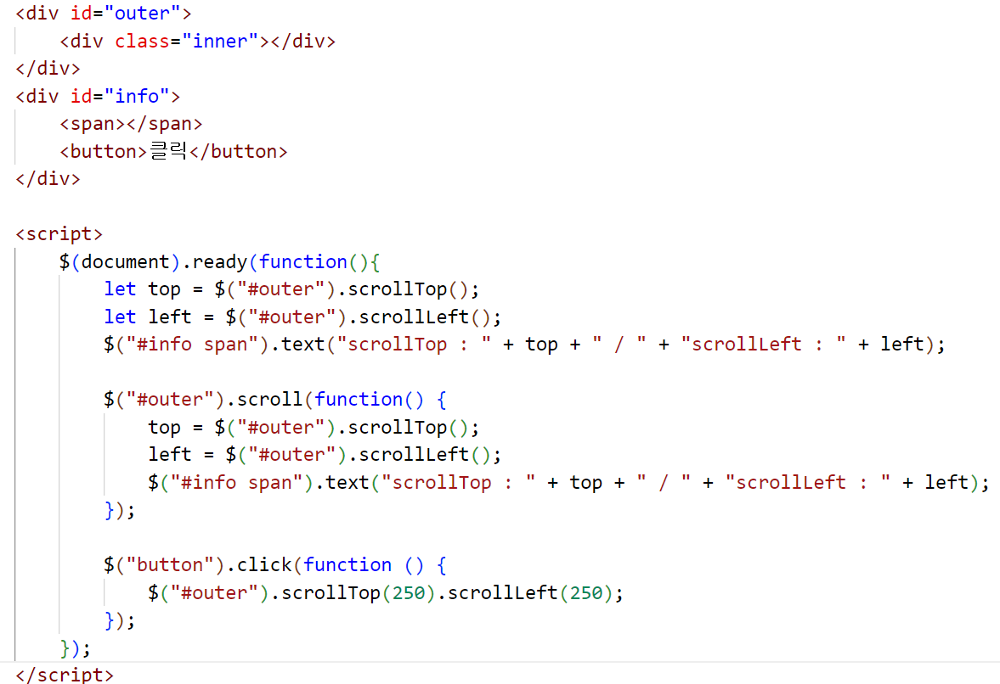 <div id="outer">
    <div class="inner"></div>
</div>
<div id="info">
    <span></span>
    <button>클릭</button>
</div>

<script>
    $(document).ready(function(){
        let top = $("#outer").scrollTop();
        let left = $("#outer").scrollLeft();
        $("#info span").text("scrollTop : " + top + " / " + "scrollLeft : " + left);

        $("#outer").scroll(function() {
            top = $("#outer").scrollTop();
            left = $("#outer").scrollLeft();
            $("#info span").text("scrollTop : " + top + " / " + "scrollLeft : " + left);
        });

        $("button").click(function () {
            $("#outer").scrollTop(250).scrollLeft(250);
        });
    });
</script>